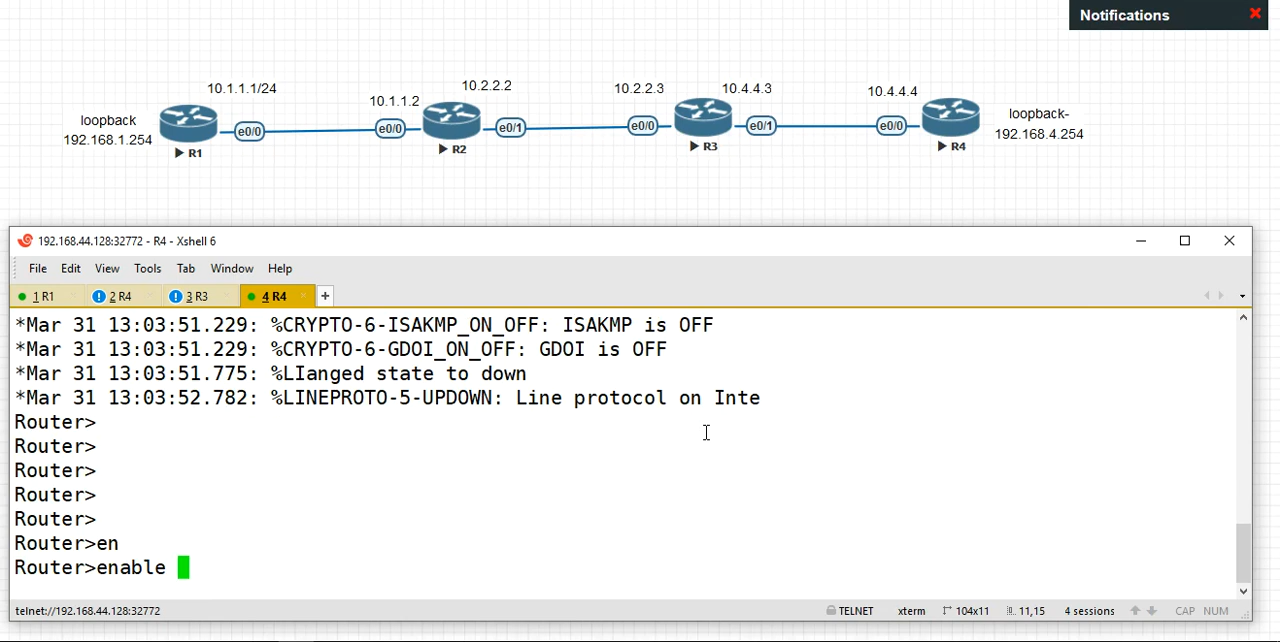 Notifications
10.1.1.1/24
10.2.2.2
10.2.2.3
10.4.4.3
10.4.4.4
10.1.1.2
loopback
192.168.1.254
loopback-
192.168.4.254
e0/0
e0/0
e0/1
e0/0
e0/1
e0/0
R1
R2
R3
R4
192.168.44.128:32772 - R4 - Xshell 6
File Edit View Tools Tab Window Help
1 R1
2 R4
3 R3
4 R4
*Mar 31 13:03:51.229: %CRYPTO-6-ISAKMP_ON_OFF: ISAKMP is OFF
*Mar 31 13:03:51.229: %CRYPTO-6-GDOI_ON_OFF: GDOI is OFF
*Mar 31 13:03:51.775: %LIanged state to down
*Mar 31 13:03:52.782: %LINEPROTO-5-UPDOWN: Line protocol on Inte
Router>
Router>
Router>
Router>
Router>
Router>en
Router>enable
telnet://192.168.44.128:32772
TELNET
xterm
104x11
11,15
4 sessions
CAP NUM